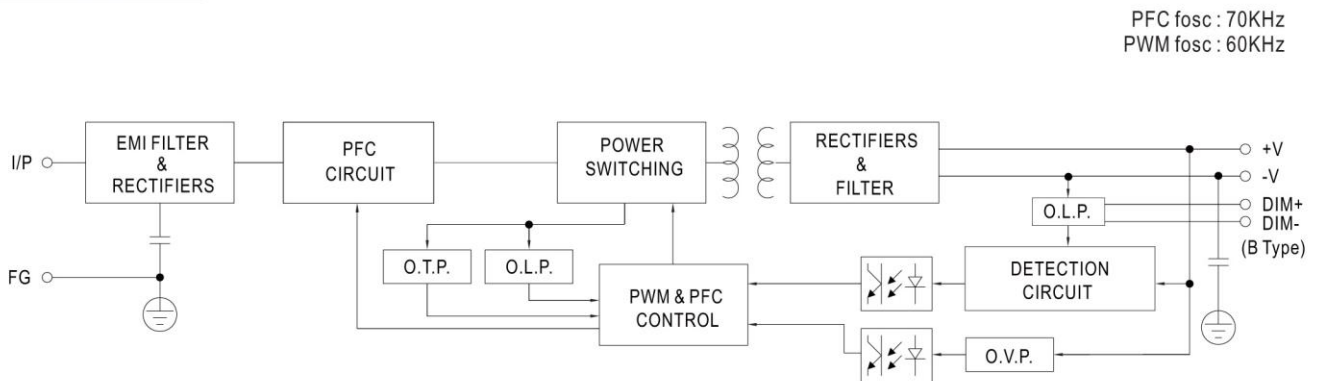 PFC fosc : 70KHz
PWM fosc : 60KHz
I/P
EMI FILTER
&
RECTIFIERS
PFC
CIRCUIT
POWER
SWITCHING
RECTIFIERS
&
FILTER
+V
-V
DIM+
DIM-
(B Type)
O.L.P.
FG
O.T.P.
O.L.P.
PWM & PFC
CONTROL
DETECTION
CIRCUIT
O.V.P.